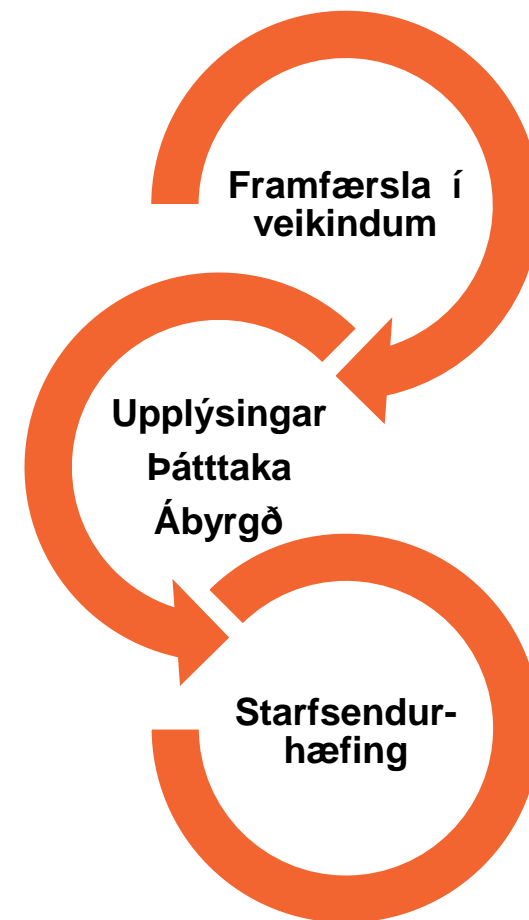 Framfærsla í
veikindum
Upplýsingar
Þátttaka
Ábyrgð
Starfsendur-
hæfing